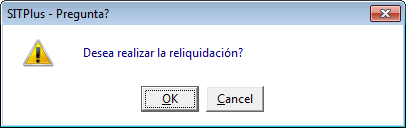 SITPlus - Pregunta?
Desea realizar la reliquidación?
OK
Cancel